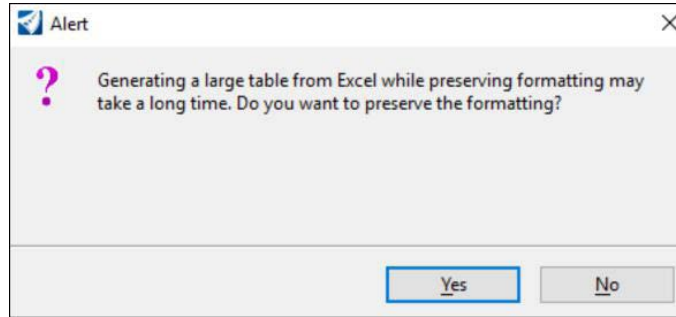 Alert
Generating a large table from Excel while preserving formatting may
take a long time. Do you want to preserve the formatting?
Yes
No